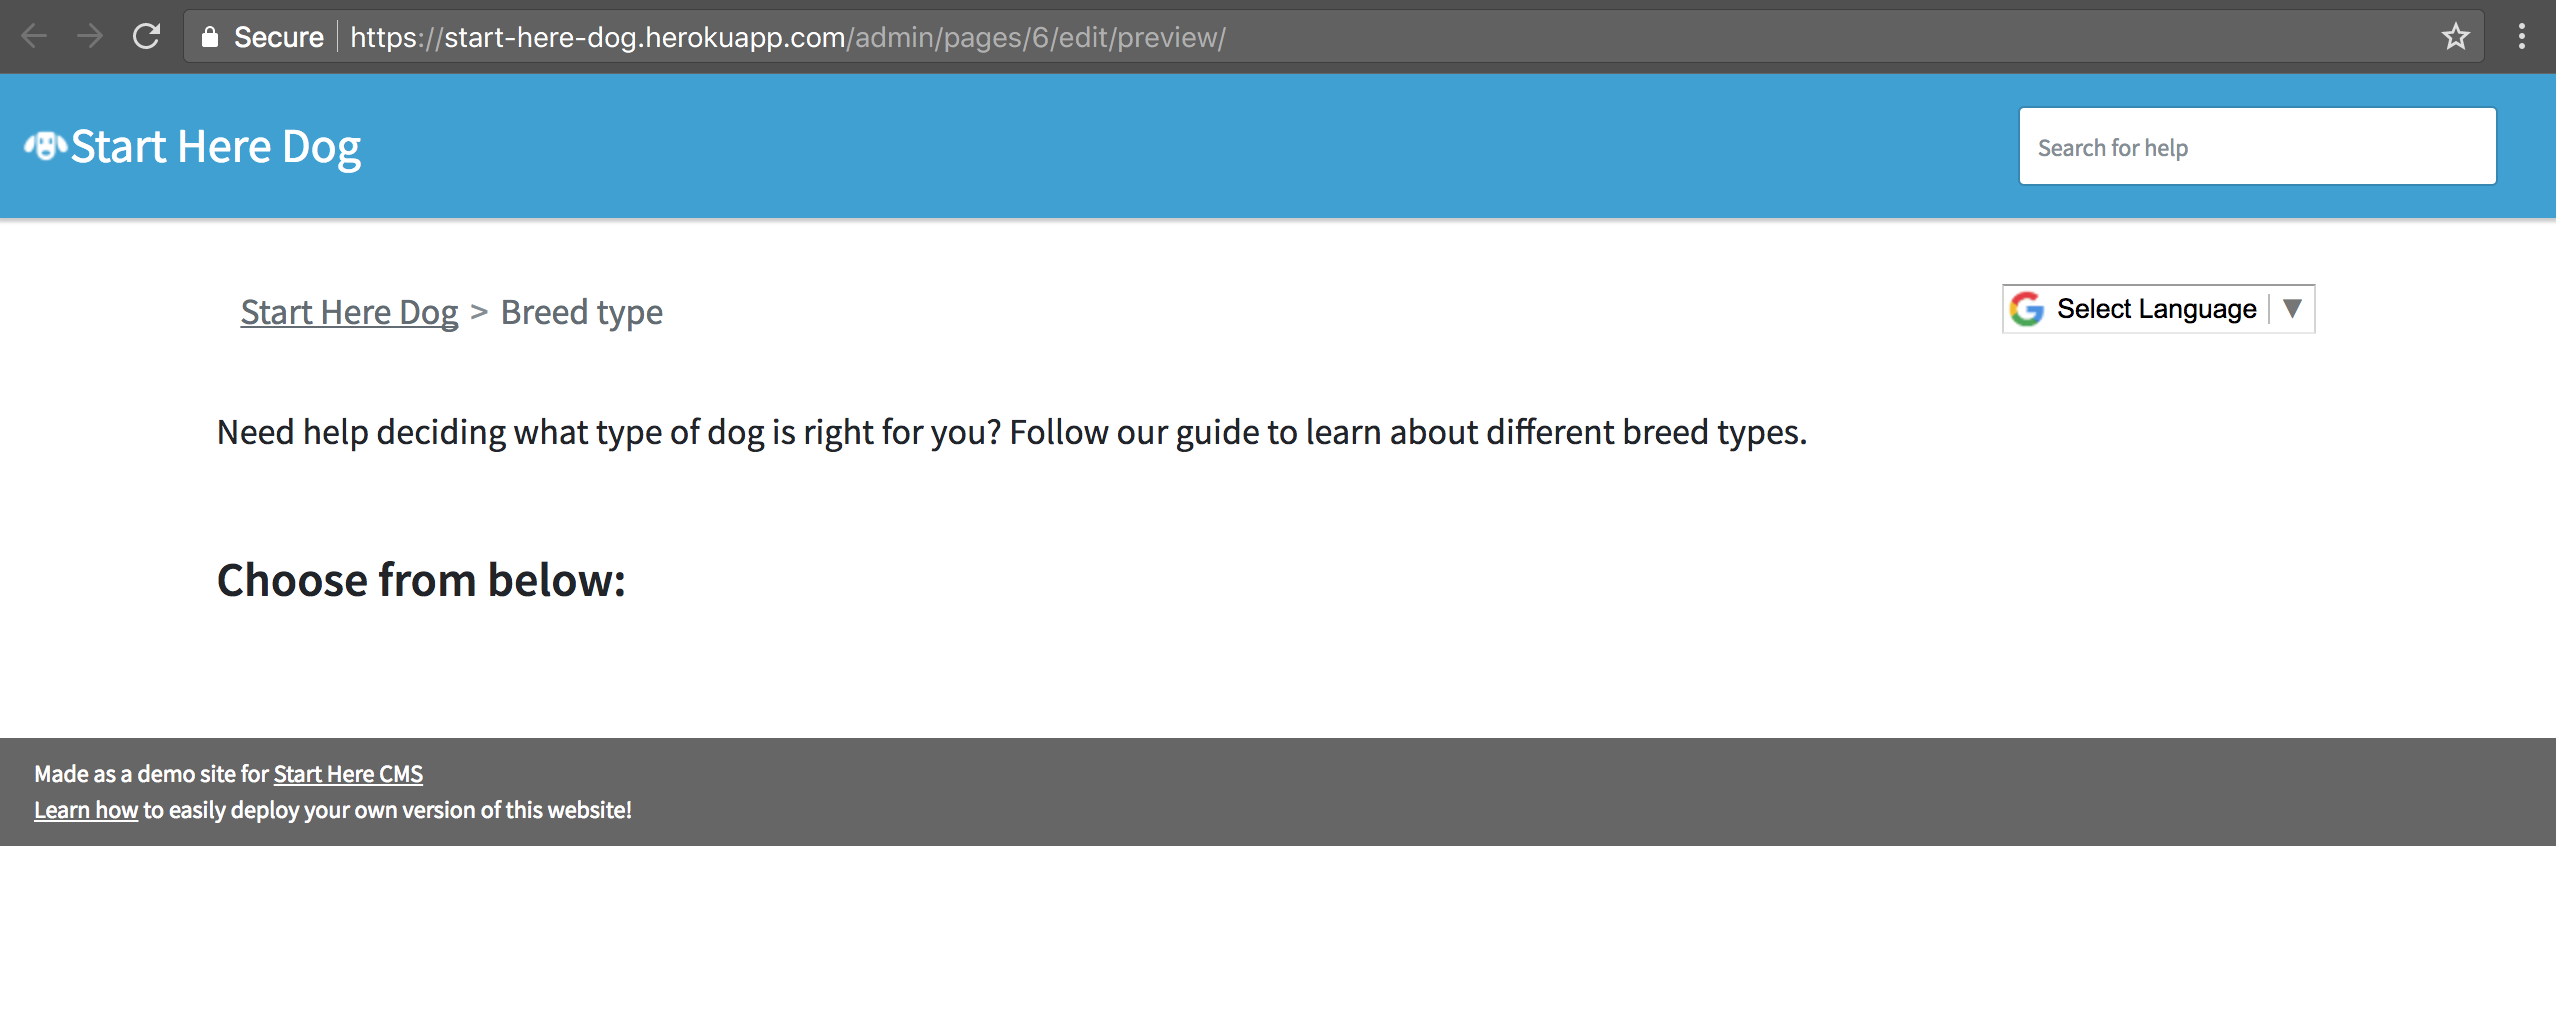 Secure https://start-here-dog.herokuapp.com/admin/pages/6/edit/preview/
Start Here Dog
Search for help
Start Here Dog > Breed type
Select Language ▼
Need help deciding what type of dog is right for you? Follow our guide to learn about different breed types.
Choose from below:
Made as a demo site for Start Here CMS
Learn how to easily deploy your own version of this website!